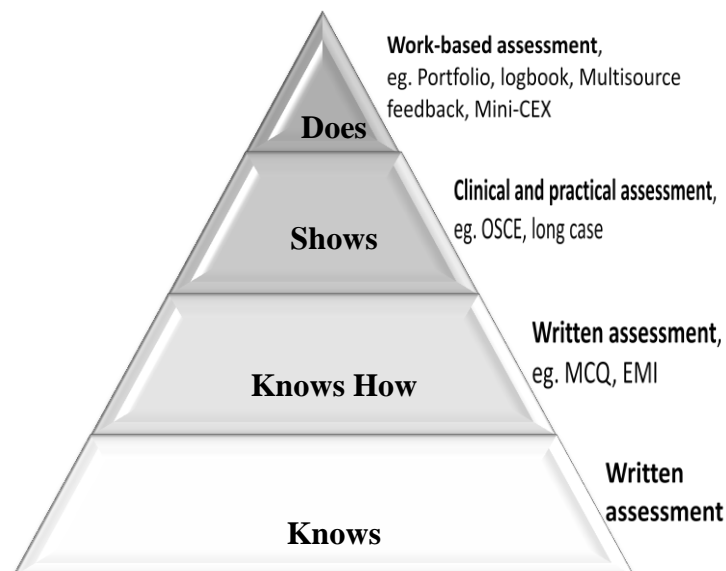 Work-based assessment,
eg. Portfolio, logbook, Multisource
feedback, Mini-CEX
Does
Clinical and practical assessment,
eg. OSCE, long case
Shows
Written assessment,
eg. MCQ, EMI
Knows How
Written
assessment
Knows